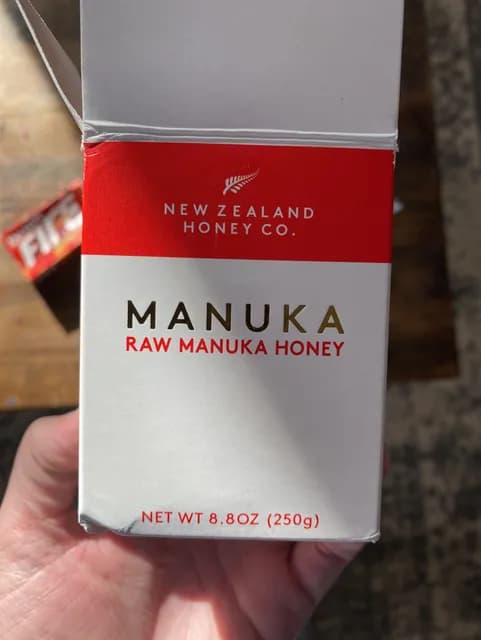 NEW ZEALAND
HONEY CO.
MANUKA
RAW MANUKA HONEY
NET WT 8.8OZ (250g)